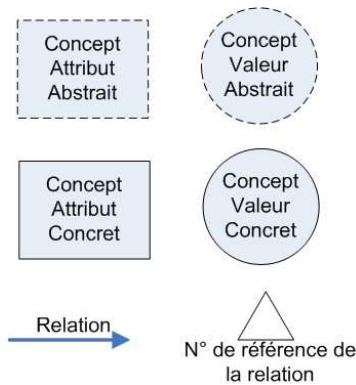 Concept
Attribut
Abstrait
Concept
Valeur
Abstrait
Concept
Attribut
Concret
Concept
Valeur
Concret
Relation
N° de référence de
la relation